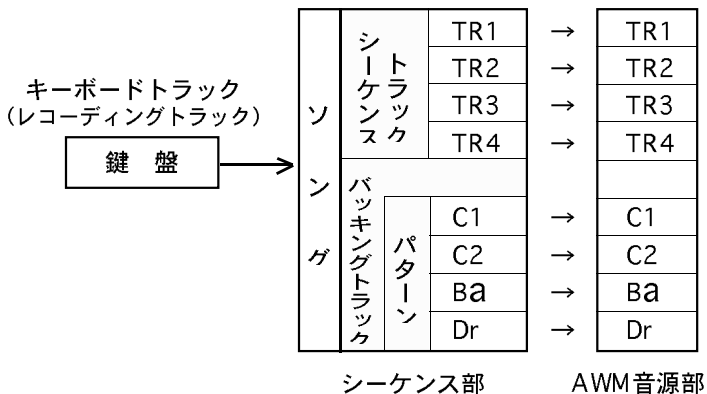 キーボードトラック
（レコーディングトラック）
鍵 盤
ソング
シーケンス
トラック
TR1 → TR1
TR2 → TR2
TR3 → TR3
TR4 → TR4
バッキングトラック
パターン
C1 → C1
C2 → C2
Ba → Ba
Dr → Dr
シーケンス部
AWM音源部